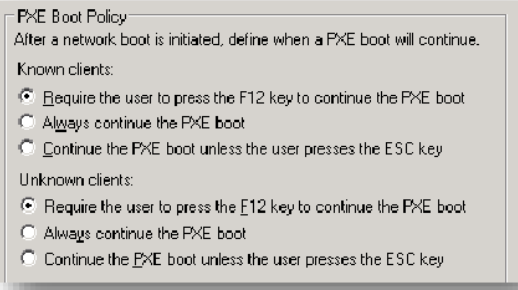 PXE Boot Policy
After a network boot is initiated, define when a PXE boot will continue.
Known clients:
Require the user to press the F12 key to continue the PXE boot
Always continue the PXE boot
Continue the PXE boot unless the user presses the ESC key
Unknown clients:
Require the user to press the F12 key to continue the PXE boot
Always continue the PXE boot
Continue the PXE boot unless the user presses the ESC key